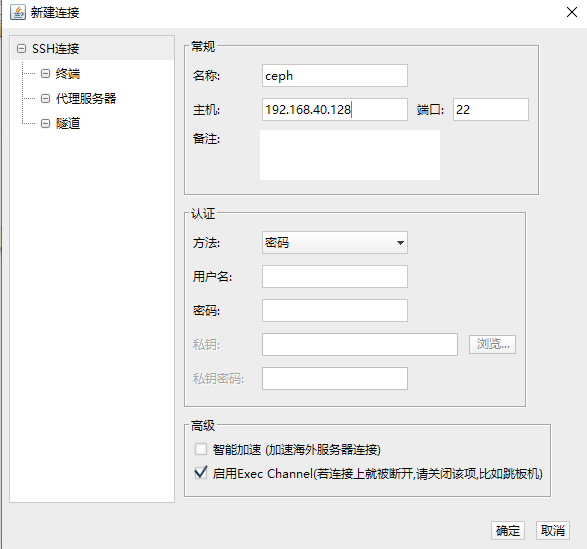 新建连接
SSH连接
终端
代理服务器
隧道
常规
名称: ceph
主机: 192.168.40.128 端口: 22
备注:
认证
方法: 密码
用户名:
密码:
私钥: 浏览...
私钥密码:
高级
智能加速 (加速海外服务器连接)
启用Exec Channel(若连接上就被断开,请关闭该项,比如跳板机)
确定 取消